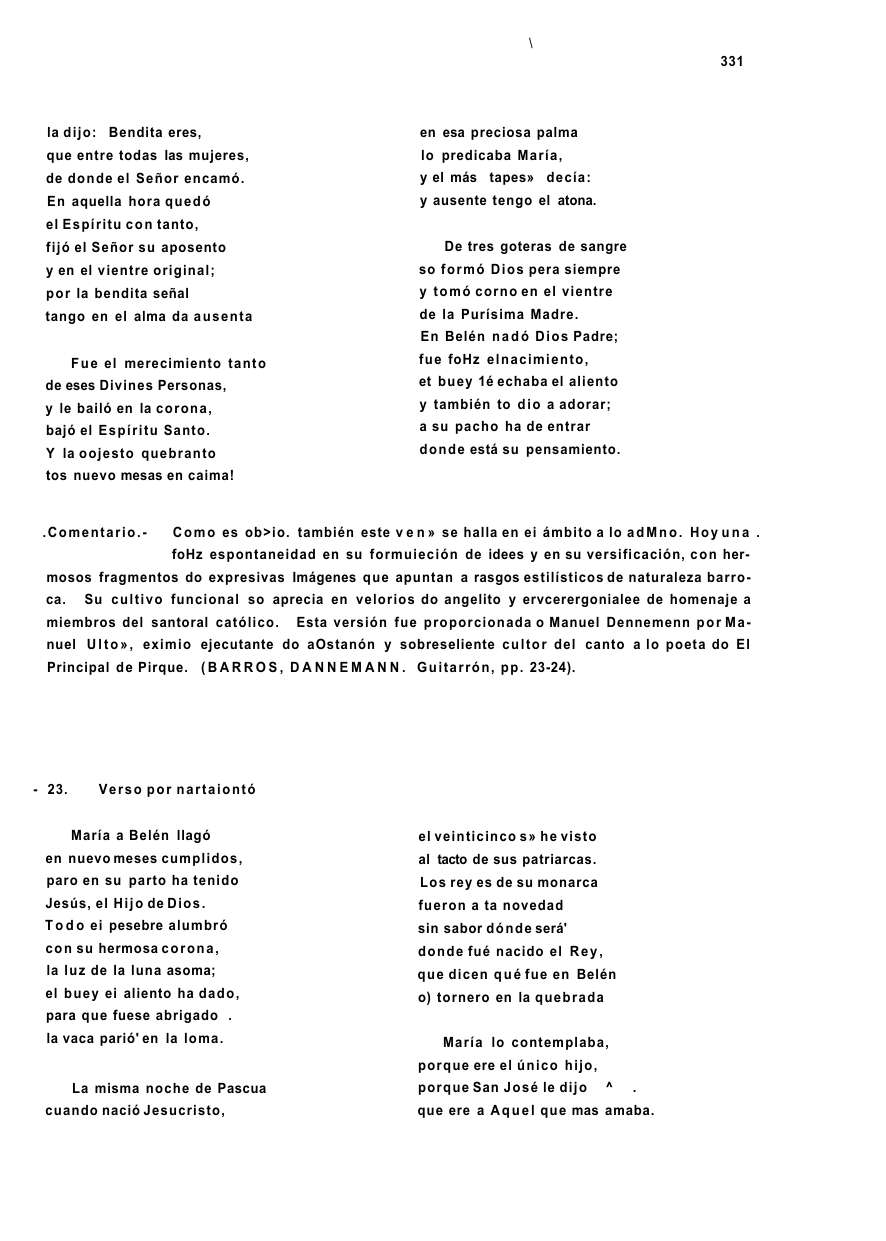 \
331
la dijo: Bendita eres,
que entre todas las mujeres,
de donde el Señor encamó.
En aquella hora quedó
el Espíritu con tanto,
fijó el Señor su aposento
y en el vientre original;
por la bendita señal
tango en el alma da ausenta
Fue el merecimiento tanto
de eses Divines Personas,
y le bailó en la corona,
bajó el Espíritu Santo.
Y la oojesto quebranto
tos nuevo mesas en caima!
en esa preciosa palma
lo predicaba María,
y el más tapes» decía:
y ausente tengo el atona.
De tres goteras de sangre
so formó Dios pera siempre
y tomó corno en el vientre
de la Purísima Madre.
En Belén nadó Dios Padre;
fue foHz elnacimiento,
et buey 1é echaba el aliento
y también to dio a adorar;
a su pacho ha de entrar
donde está su pensamiento.
.Comentario.- Como es ob>io. también este ven» se halla en ei ámbito a lo adMno. Hoy una .
foHz espontaneidad en su formuieción de idees y en su versificación, con her-
mosos fragmentos do expresivas Imágenes que apuntan a rasgos estilísticos de naturaleza barro-
ca. Su cultivo funcional so aprecia en velorios do angelito y ervcerergonialee de homenaje a
miembros del santoral católico. Esta versión fue proporcionada o Manuel Dennemenn por Ma-
nuel Ulto», eximio ejecutante do aOstanón y sobreseliente cultor del canto a lo poeta do El
Principal de Pirque. (BARROS, DANNEMANN. Guitarrón, pp. 23-24).
- 23. Verso por nartaiontó
María a Belén llagó
en nuevo meses cumplidos,
paro en su parto ha tenido
Jesús, el Hijo de Dios.
Todo ei pesebre alumbró
con su hermosa corona,
la luz de la luna asoma;
el buey ei aliento ha dado,
para que fuese abrigado .
la vaca parió' en la loma.
La misma noche de Pascua
cuando nació Jesucristo,
el veinticinco s» he visto
al tacto de sus patriarcas.
Los rey es de su monarca
fueron a ta novedad
sin sabor dónde será'
donde fué nacido el Rey,
que dicen qué fue en Belén
o) tornero en la quebrada
María lo contemplaba,
porque ere el único hijo,
porque San José le dijo ^ .
que ere a Aquel que mas amaba.